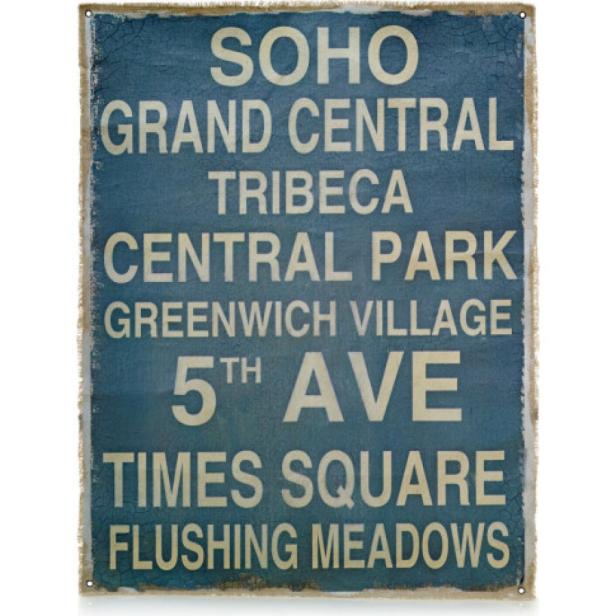 SOHO
GRAND CENTRAL
TRIBECA
CENTRAL PARK
GREENWICH VILLAGE
5TH AVE
TIMES SQUARE
FLUSHING MEADOWS